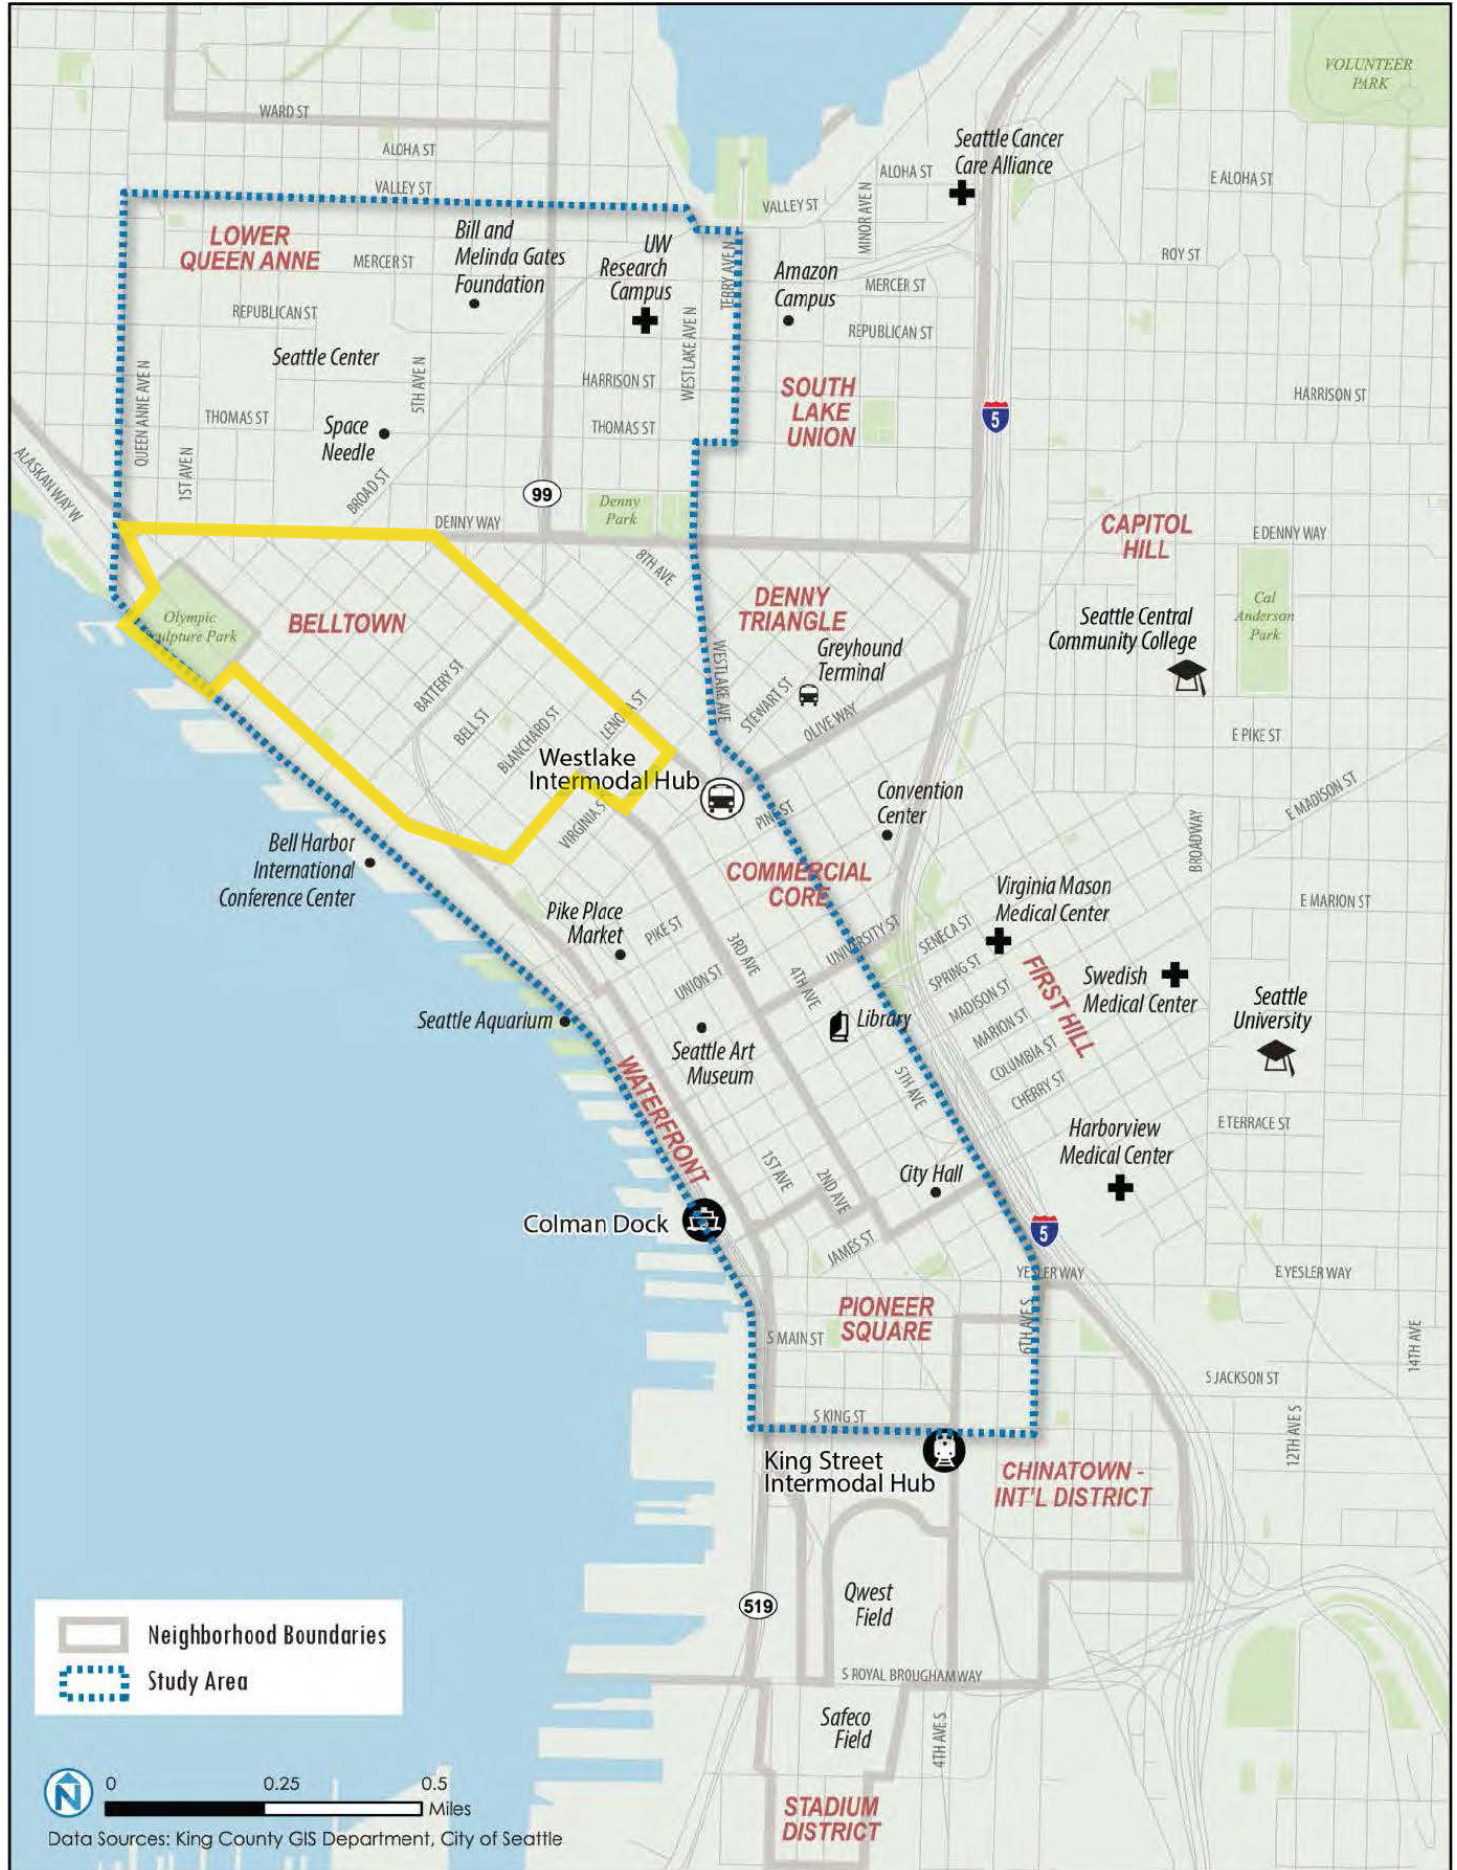 VOLUNTEER
PARK
WARD ST
ALOHA ST
VALLEY ST
Seattle Cancer
Care Alliance
ALOHA ST
E ALOHA ST
VALLEY ST
MINOR AVE N
LOWER
QUEEN ANNE
MERCER ST
Bill and
Melinda Gates
Foundation
UW
Research
Campus
TERRY AVE N
Amazon
Campus
MERCER ST
ROY ST
REPUBLICAN ST
REPUBLICAN ST
WESTLAKE AVE N
Seattle Center
QUEEN ANNE AVE N
5TH AVE N
HARRISON ST
SOUTH
LAKE
UNION
HARRISON ST
5
THOMAS ST
Space
Needle
THOMAS ST
ALASKAN WAY W
1ST AVE N
BROAD ST
99
Denny
Park
DENNY WAY
CAPITOL
HILL
E DENNY WAY
8TH AVE
Olympic
Sculpture Park
BELLTOWN
DENNY
TRIANGLE
Cal
Anderson
Park
Seattle Central
Community College
Greyhound
Terminal
WESTLAKE AVE
STEWART ST
OLIVE WAY
BATTERY ST
BELL ST
BLANCHARD ST
LENORA ST
E PIKE ST
Westlake
Intermodal Hub
VIRGINIA S
PINE ST
Convention
Center
E MADISON ST
BROADWAY
Bell Harbor
International
Conference Center
COMMERCIAL
CORE
Virginia Mason
Medical Center
E MARION ST
Pike Place
Market
PIKE ST
3RD AVE
UNIVERSITY ST
SENECA ST
SPRING ST
MADISON ST
MARION ST
COLUMBIA ST
CHERRY ST
FIRST HILL
Swedish
Medical Center
Seattle
University
UNION ST
4TH AVE
Library
Seattle Aquarium
Seattle Art
Museum
5TH AVE
WATERFRONT
E TERRACE ST
Harborview
Medical Center
1ST AVE
2ND AVE
City Hall
Colman Dock
JAMES ST
5
YESLER WAY
E YESLER WAY
PIONEER
SQUARE
S MAIN ST
6TH AVE S
14TH AVE
S JACKSON ST
12TH AVE S
S KING ST
King Street
Intermodal Hub
CHINATOWN -
INT'L DISTRICT
Qwest
Field
519
S ROYAL BROUGHAM WAY
Safeco
Field
4TH AVE S
STADIUM
DISTRICT
Neighborhood Boundaries
Study Area
N
0 0.25 0.5
Miles
Data Sources: King County GIS Department, City of Seattle